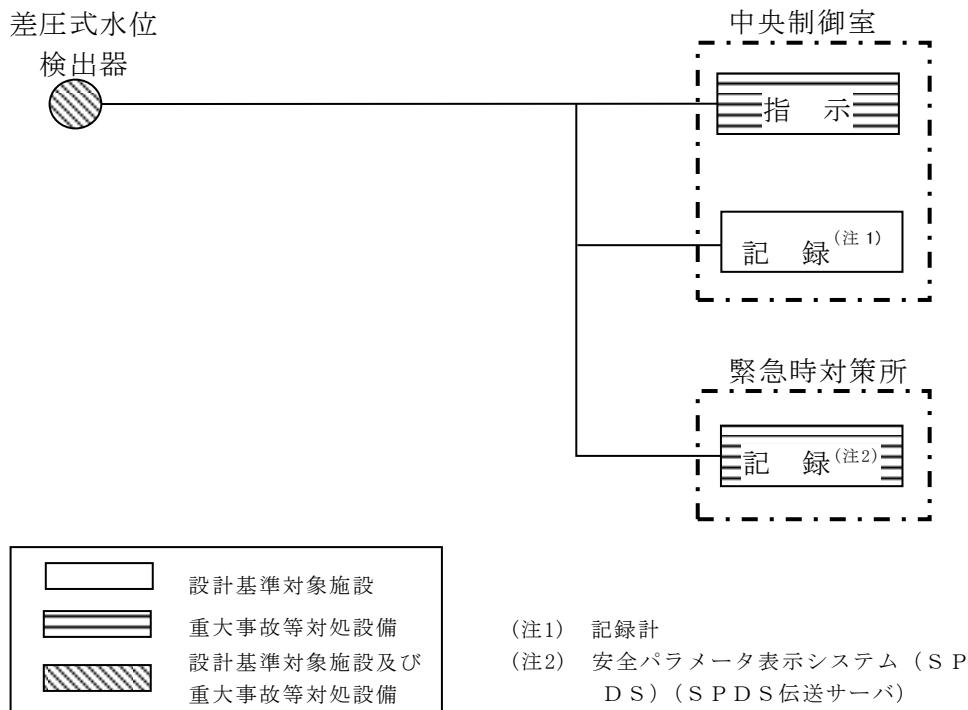 差圧式水位
検出器
中央制御室
指　示
記　録(注1)
緊急時対策所
記　録(注2)
設計基準対象施設
重大事故等対処設備
設計基準対象施設及び
重大事故等対処設備
(注1)　記録計
(注2)　安全パラメータ表示システム（ＳＰ
ＤＳ）（ＳＰＤＳ伝送サーバ）